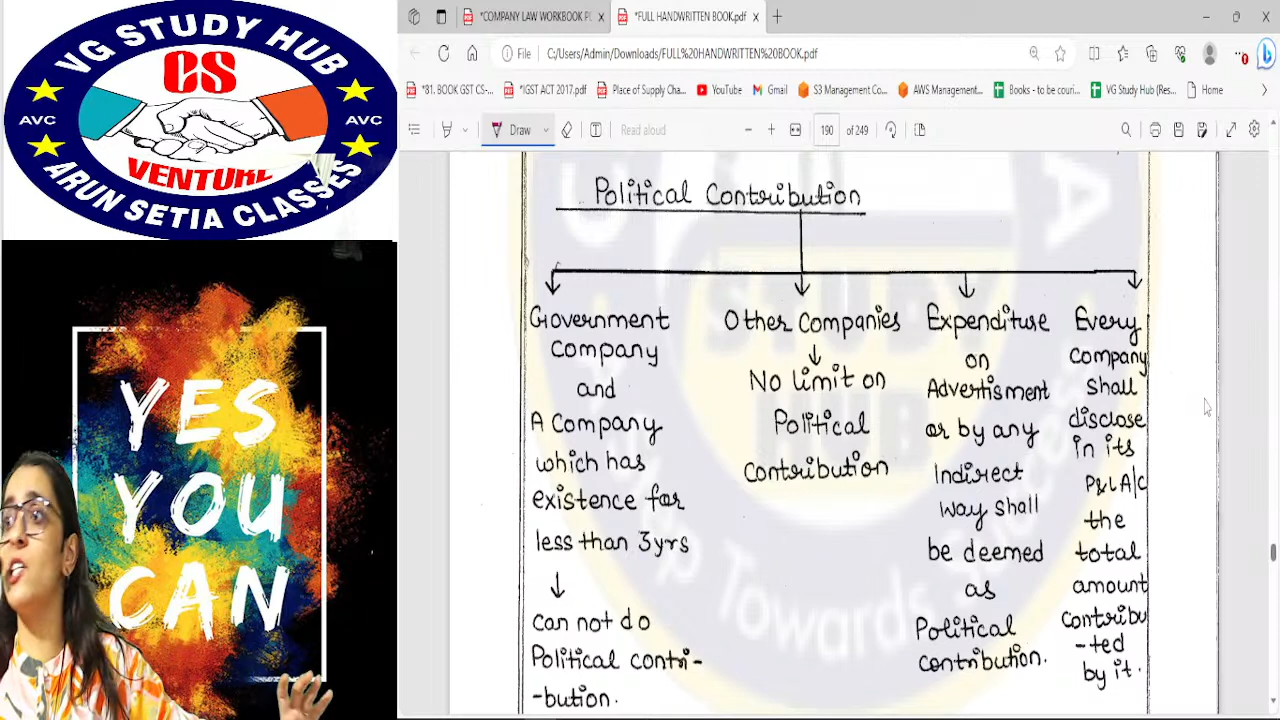 VG STUDY HUB
CS
AVC
AVC
VENTURE
ARUN SETIA CLASSES
YES
YOU
CAN
*COMPANY LAW WORKBOOK PD
*FULL HANDWRITTEN BOOK.pdf
File
C:/Users/Admin/Downloads/FULL%20HANDWRITTEN%20BOOK.pdf
*81. BOOK GST CS-...
*IGST ACT 2017.pdf
Place of Supply Cha...
YouTube
Gmail
S3 Management Co...
AWS Management...
Books - to be couri...
VG Study Hub (Res...
Home
Draw
Read aloud
190 of 249
Political Contribution
Government
Company
and
A Company
which has
existence for
less than 3yrs
can not do
Political contri-
-bution.
Other Companies
No limit on
Political
Contribution
Expenditure
on
Advertisment
or by any
Indirect
Way shall
be deemed
as
Political
contribution.
Every
Company
shall
disclose
in its
P&L A/C
the
total
amount
contribu
-ted
by it.